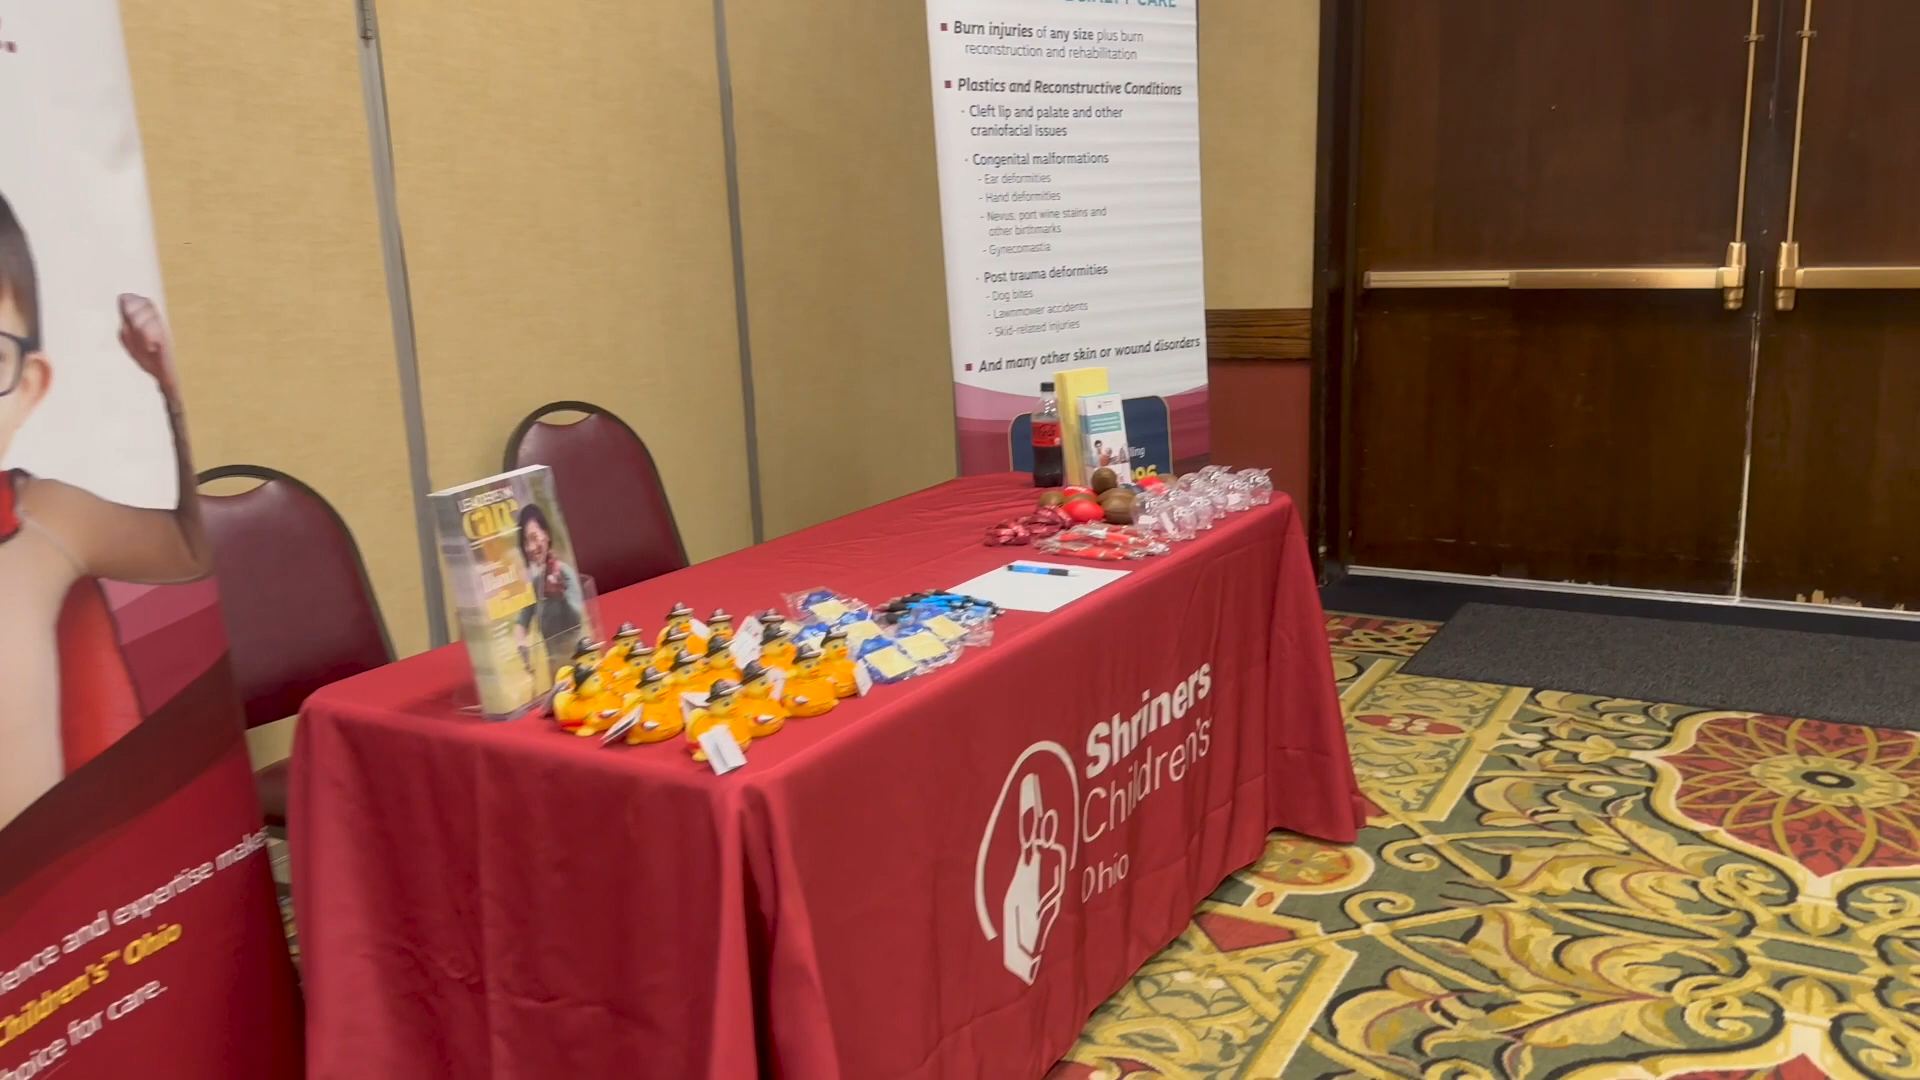 CARE
▪ Burn injuries of any size plus burn
reconstruction and rehabilitation
▪ Plastics and Reconstructive Conditions
- Cleft lip and palate and other
craniofacial issues
- Congenital malformations
- Ear deformities
- Hand deformities
- Nevus, port wine stains and
other birthmarks
- Gynecomastia
- Post trauma deformities
- Dog bites
- Lawnmower accidents
- Skid-related injuries
▪ And many other skin or wound disorders
Shriners
Children's
Ohio
and expertise make
Children's™ Ohio
for care.